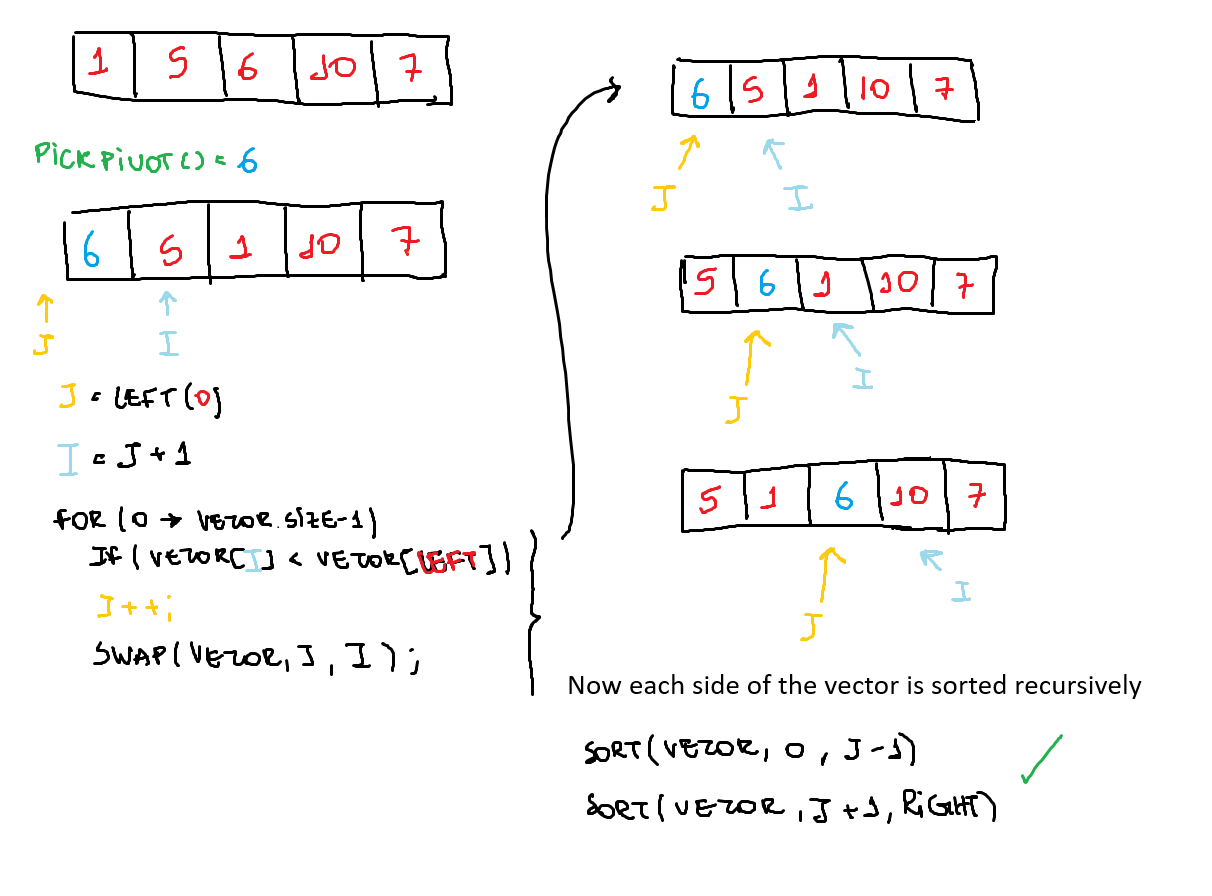 1 5 6 10 7
PICKPIVOT() = 6
6 5 1 10 7
J I
J = LEFT(0)
I = J + 1
FOR (0 → VETOR.SIZE-1)
IF (VETOR[I] < VETOR[LEFT])
J++;
SWAP(VETOR, J, I);
6 5 1 10 7
J I
5 6 1 10 7
J I
5 1 6 10 7
J I
Now each side of the vector is sorted recursively
SORT(VETOR, 0, J-1)
SORT(VETOR, J+1, RIGHT)